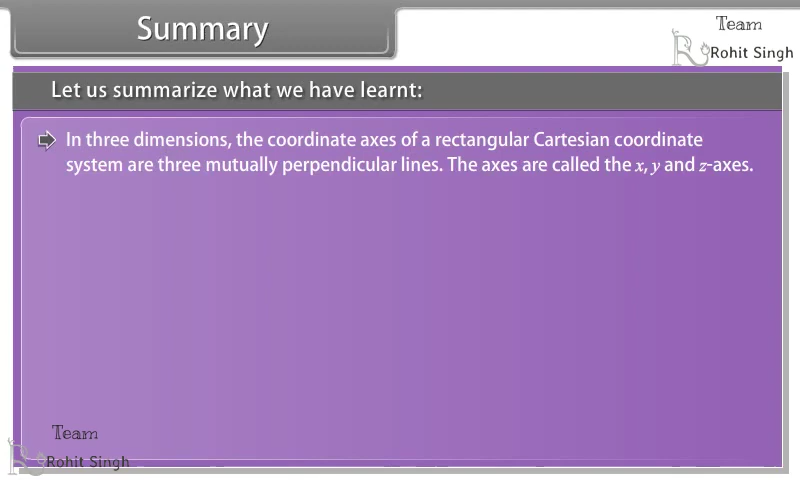 Summary
Team
Rohit Singh
Let us summarize what we have learnt:
In three dimensions, the coordinate axes of a rectangular Cartesian coordinate
system are three mutually perpendicular lines. The axes are called the x, y and z-axes.
Team
Rohit Singh